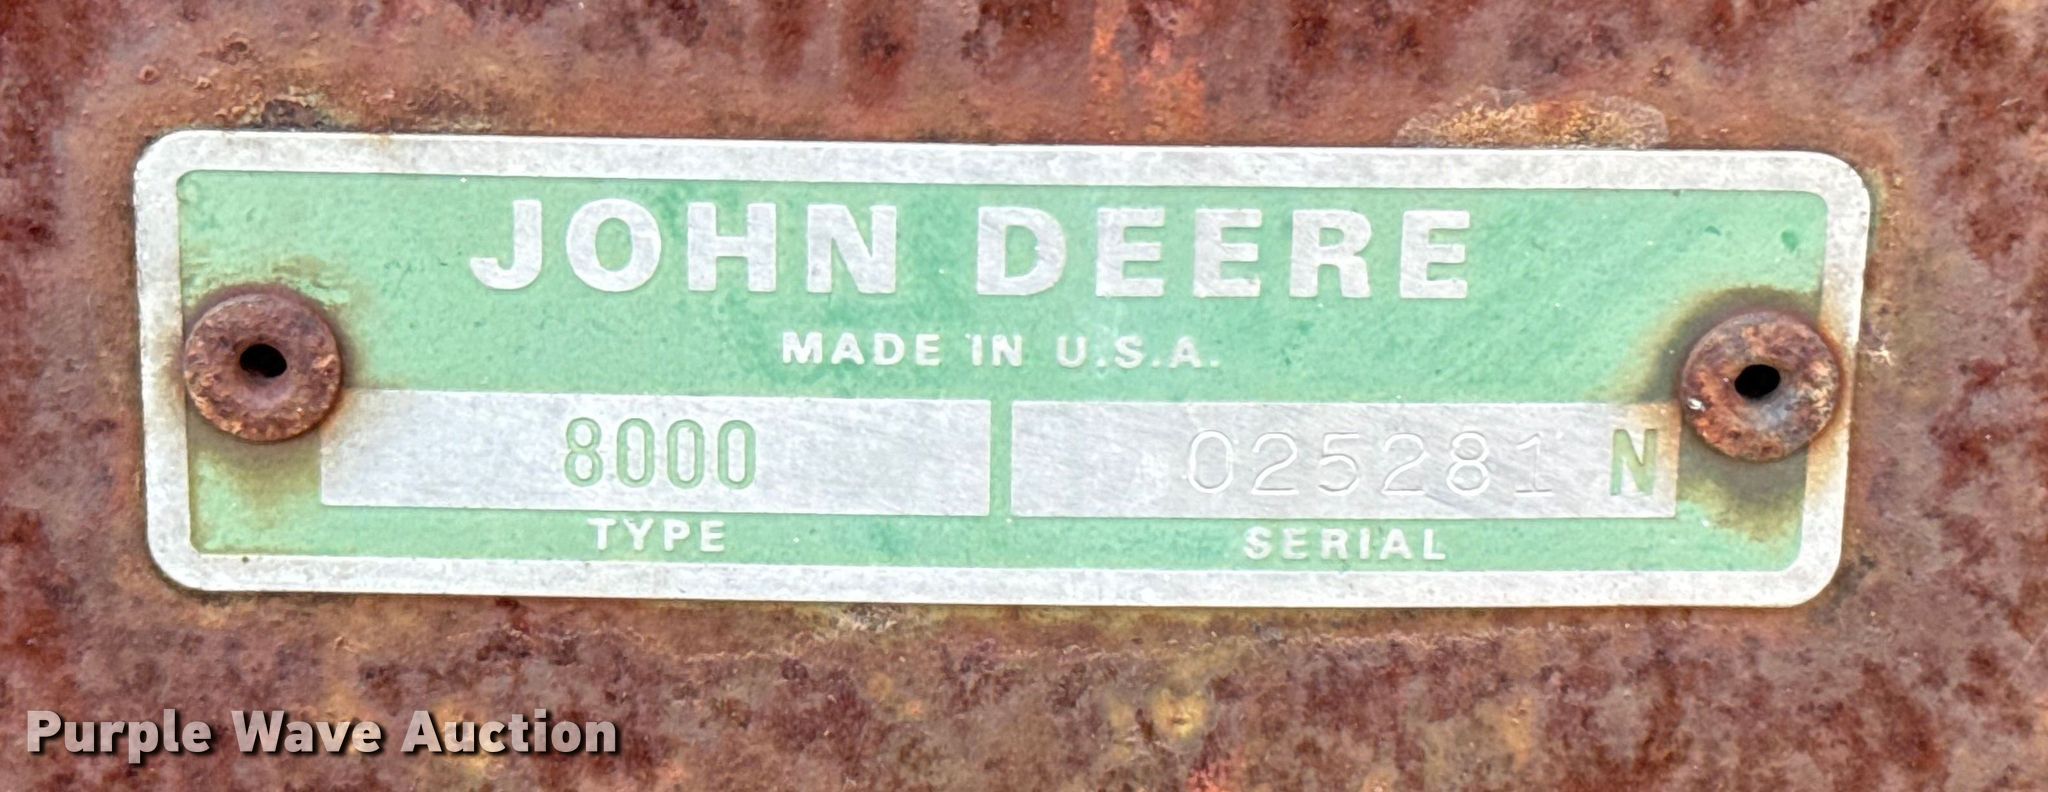 JOHN DEERE
MADE IN U.S.A.
8000 025281 N
TYPE SERIAL
Purple Wave Auction